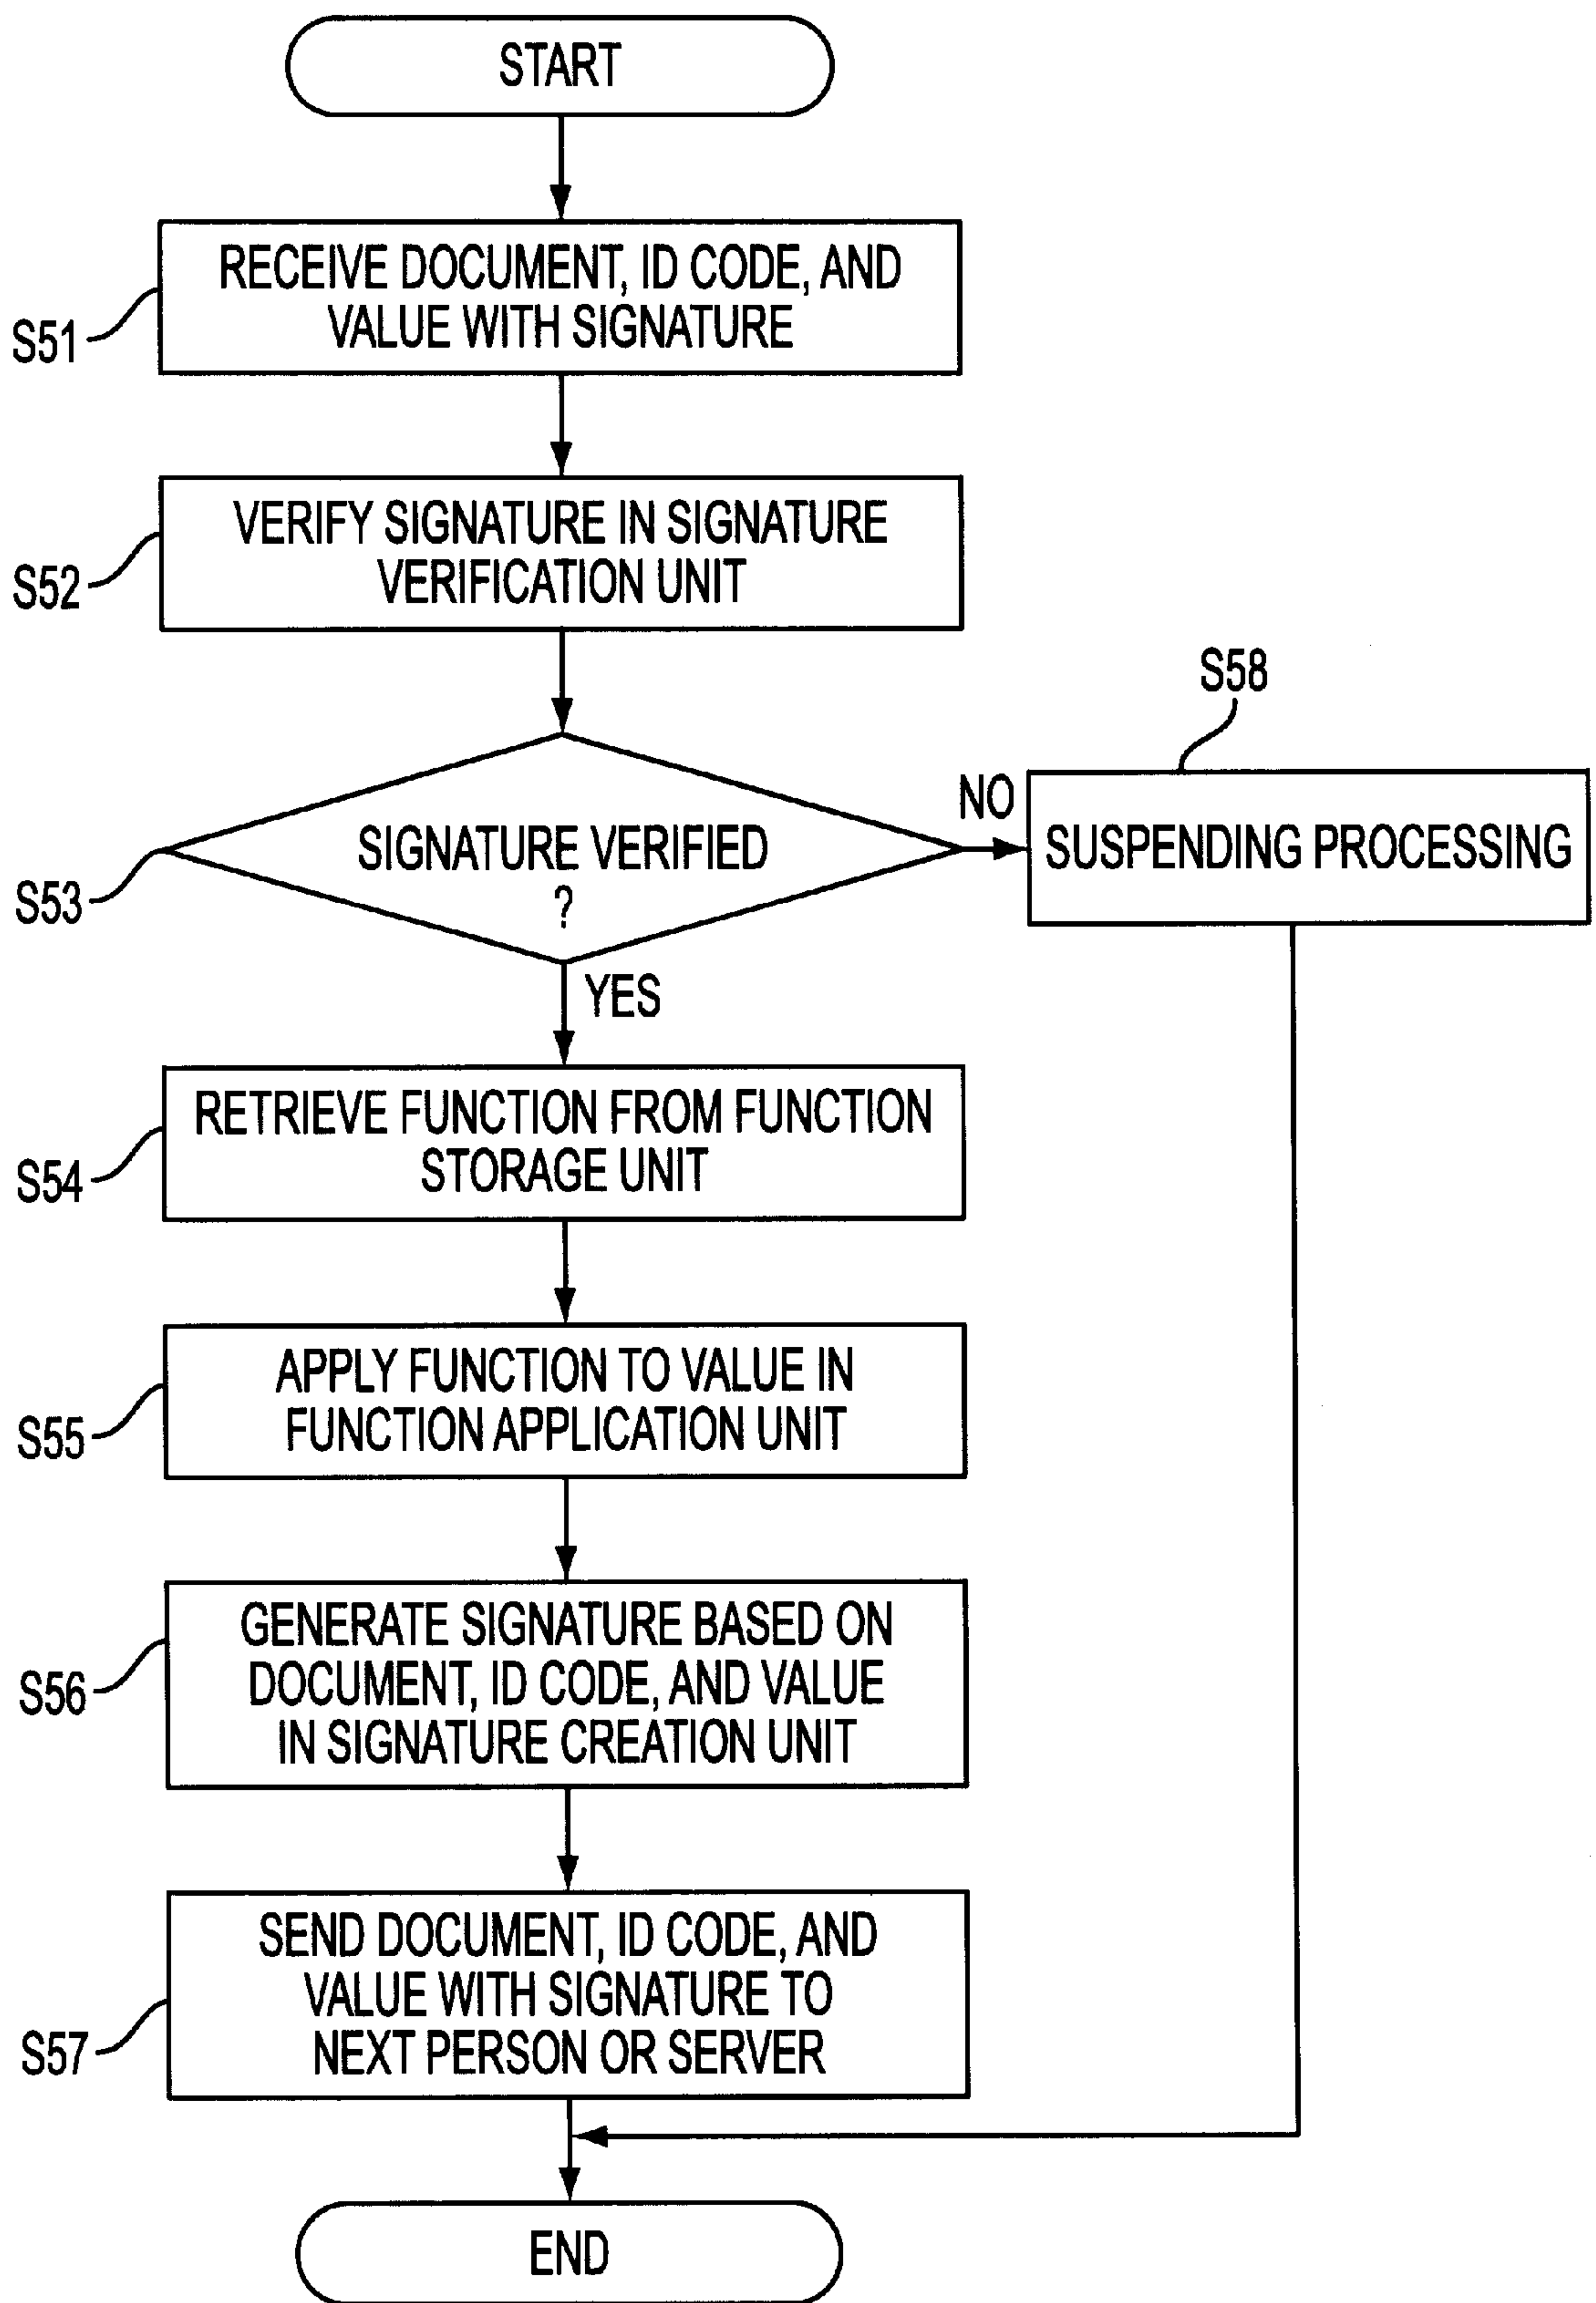 START
RECEIVE DOCUMENT, ID CODE, AND
VALUE WITH SIGNATURE
S51
VERIFY SIGNATURE IN SIGNATURE
VERIFICATION UNIT
S52
S58
SIGNATURE VERIFIED
?
S53
NO
SUSPENDING PROCESSING
YES
RETRIEVE FUNCTION FROM FUNCTION
STORAGE UNIT
S54
APPLY FUNCTION TO VALUE IN
FUNCTION APPLICATION UNIT
S55
GENERATE SIGNATURE BASED ON
DOCUMENT, ID CODE, AND VALUE
IN SIGNATURE CREATION UNIT
S56
SEND DOCUMENT, ID CODE, AND
VALUE WITH SIGNATURE TO
NEXT PERSON OR SERVER
S57
END